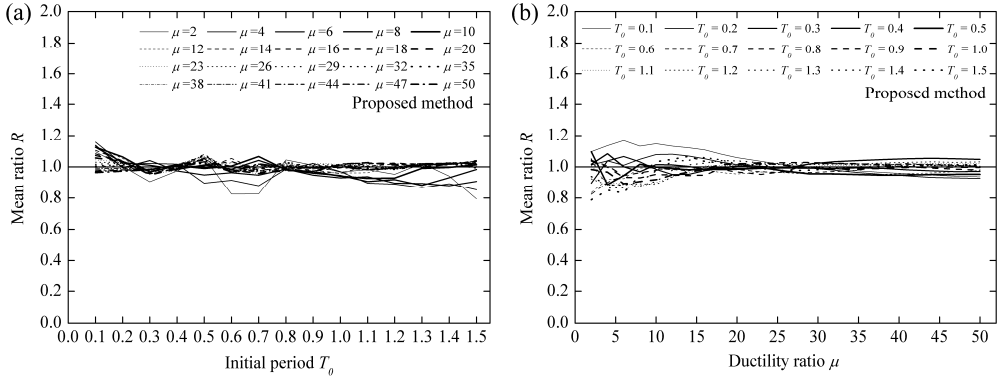 (a)
2.0
1.8
1.6
1.4
1.2
1.0
0.8
0.6
0.4
0.2
0.0
Mean ratio R
μ=2 μ=4 μ=6 μ=8 μ=10
μ=12 μ=14 μ=16 μ=18 μ=20
μ=23 μ=26 μ=29 μ=32 μ=35
μ=38 μ=41 μ=44 μ=47 μ=50
Proposed method
0.0 0.1 0.2 0.3 0.4 0.5 0.6 0.7 0.8 0.9 1.0 1.1 1.2 1.3 1.4 1.5
Initial period T₀
(b)
2.0
1.8
1.6
1.4
1.2
1.0
0.8
0.6
0.4
0.2
0.0
Mean ratio R
T₀=0.1 T₀=0.2 T₀=0.3 T₀=0.4 T₀=0.5
T₀=0.6 T₀=0.7 T₀=0.8 T₀=0.9 T₀=1.0
T₀=1.1 T₀=1.2 T₀=1.3 T₀=1.4 T₀=1.5
Proposed method
0 5 10 15 20 25 30 35 40 45 50
Ductility ratio μ